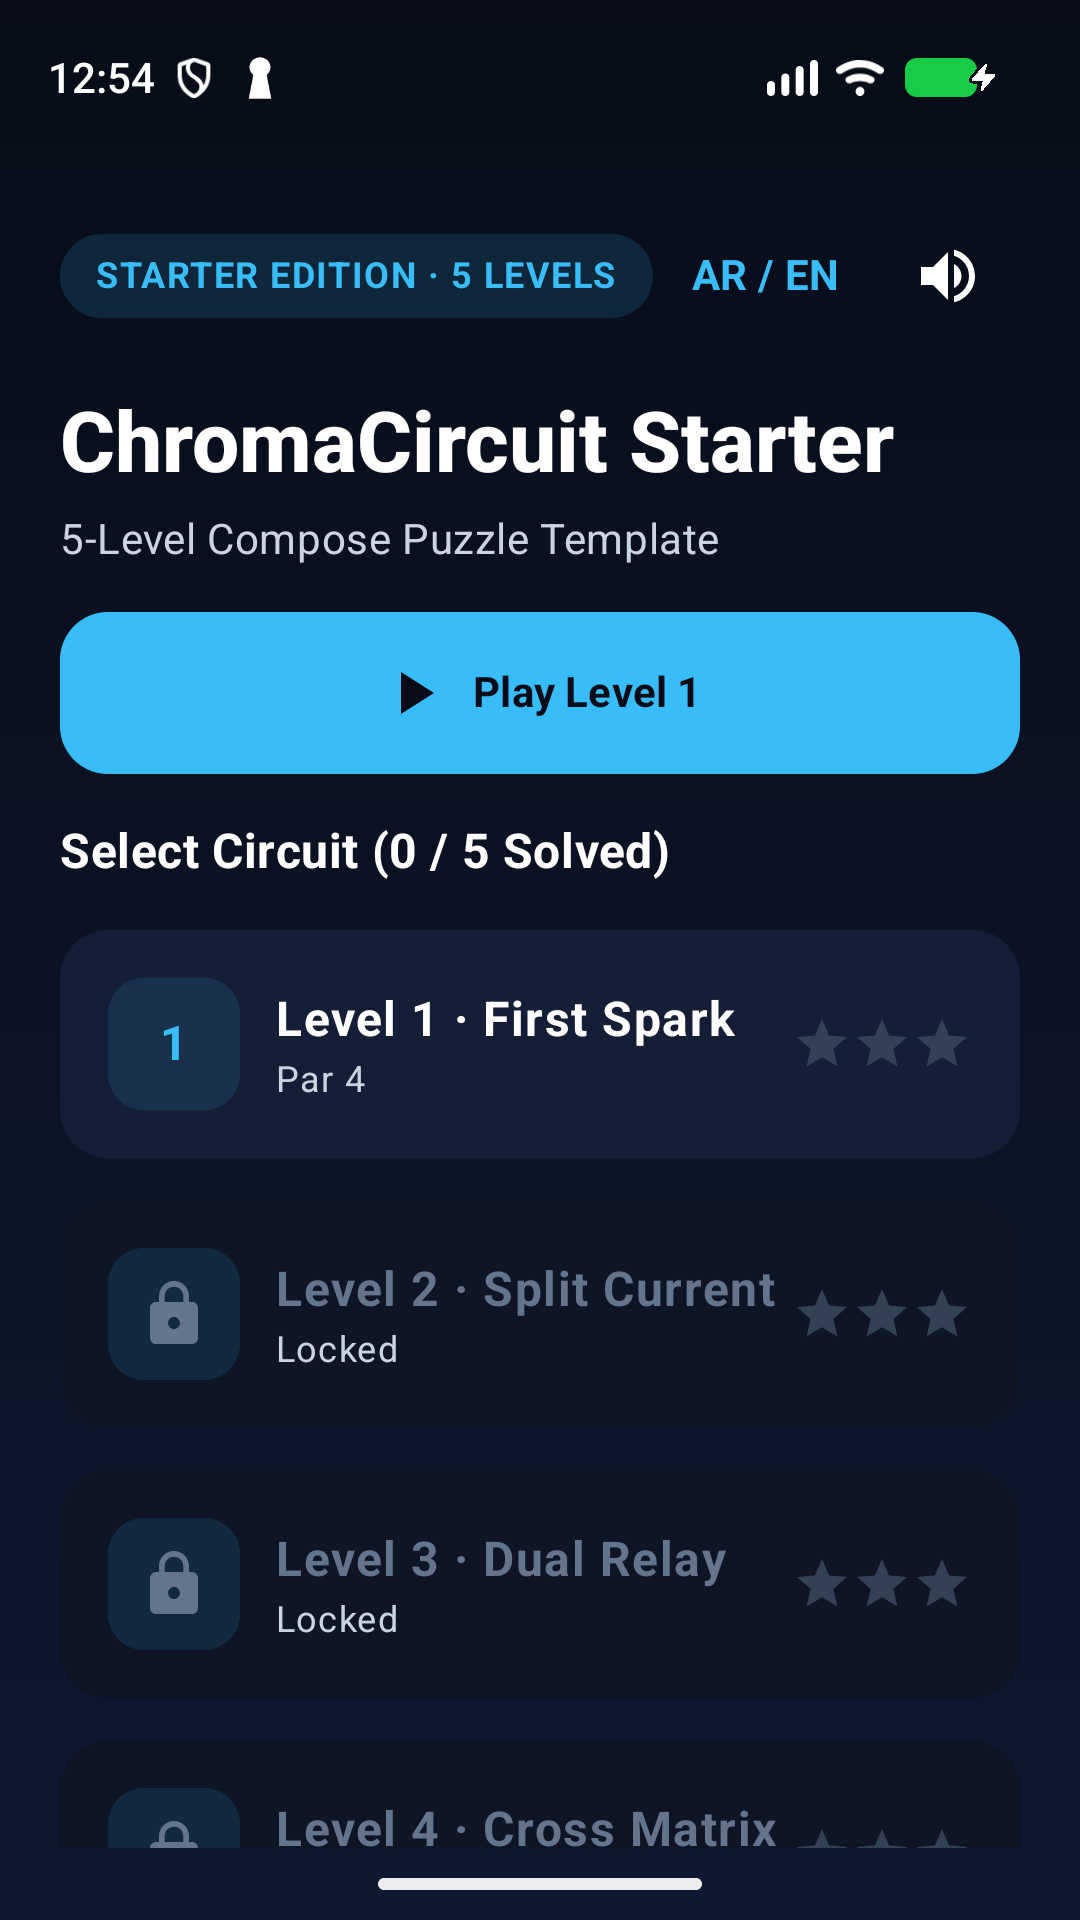 12:54
STARTER EDITION · 5 LEVELS
AR / EN
ChromaCircuit Starter
5-Level Compose Puzzle Template
Play Level 1
Select Circuit (0 / 5 Solved)
1
Level 1 · First Spark
Par 4
Level 2 · Split Current
Locked
Level 3 · Dual Relay
Locked
Level 4 · Cross Matrix